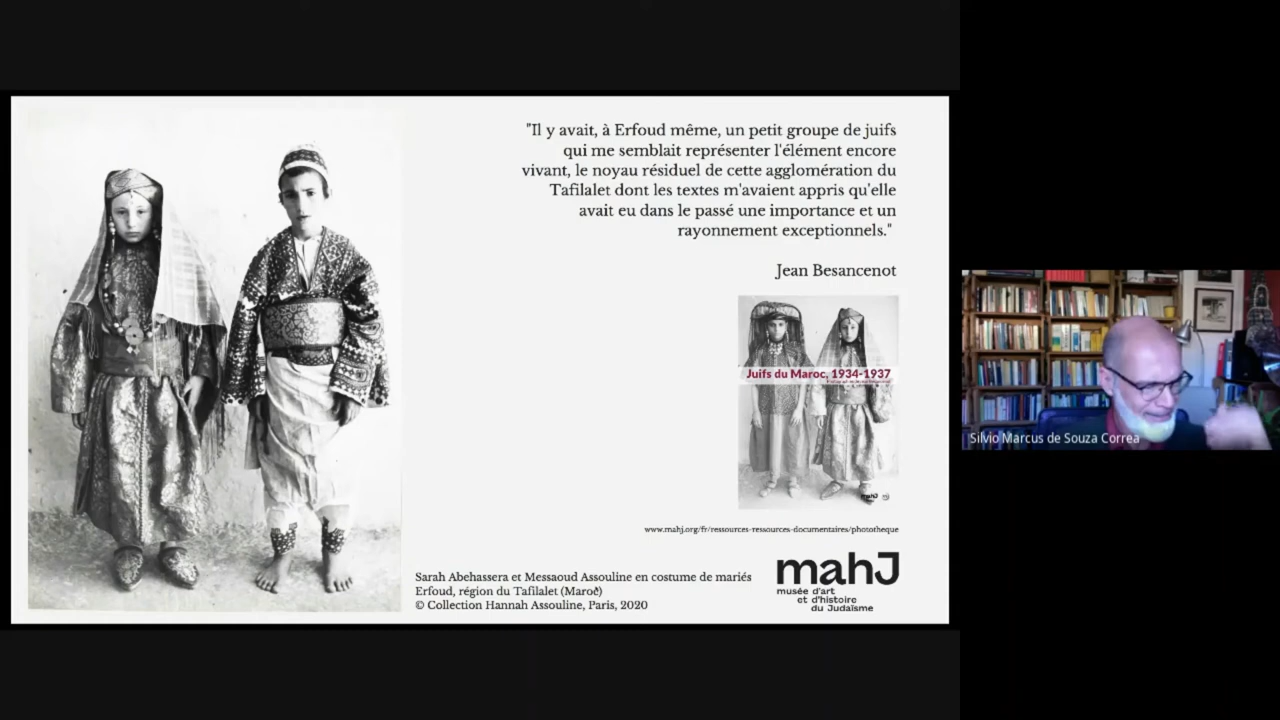 "Il y avait, à Erfoud même, un petit groupe de juifs
qui me semblait représenter l'élément encore
vivant, le noyau résiduel de cette agglomération du
Tafilalet dont les textes m'avaient appris qu'elle
avait eu dans le passé une importance et un
rayonnement exceptionnels."
Jean Besancenot
Juifs du Maroc, 1934-1937
mahJ
www.mahj.org/fr/ressources-ressources-documentaires/phototheque
Sarah Abehassera et Messaoud Assouline en costume de mariés
Erfoud, région du Tafilalet (Maroc)
© Collection Hannah Assouline, Paris, 2020
mahJ
musée d'art
et d'histoire
du Judaïsme
Silvio Marcus de Souza Correa